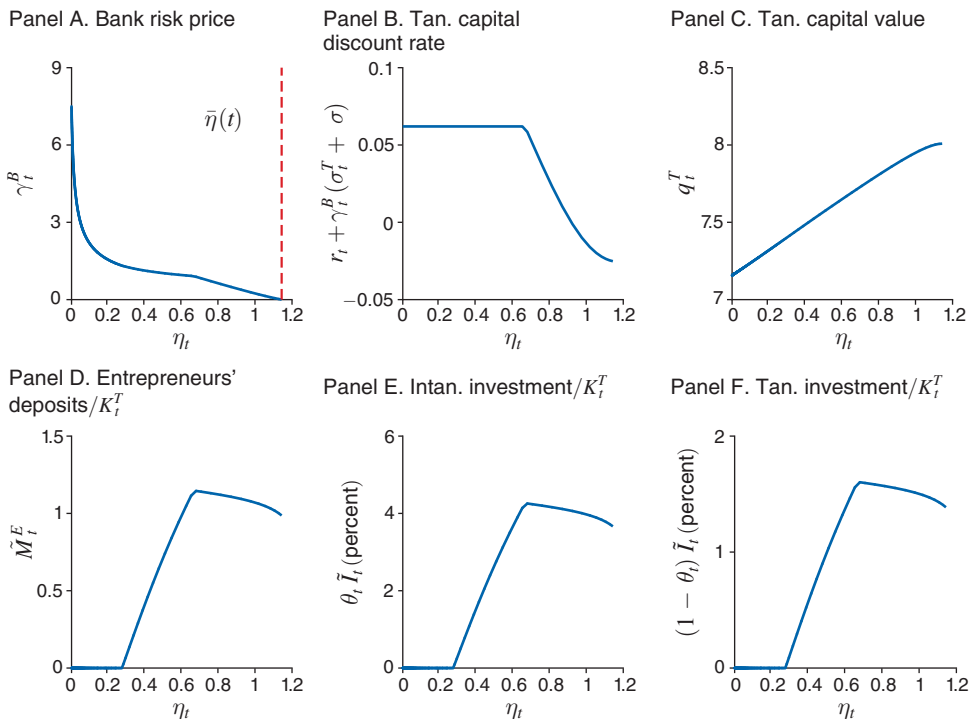 Panel A. Bank risk price
9
6
3
0
γ_t^B
η̄(t)
0 0.2 0.4 0.6 0.8 1 1.2
η_t
Panel B. Tan. capital
discount rate
0.1
0.05
0
−0.05
r_t + γ_t^B (σ_t^T + σ)
0 0.2 0.4 0.6 0.8 1 1.2
η_t
Panel C. Tan. capital value
8.5
8
7.5
7
q_t^T
0 0.2 0.4 0.6 0.8 1 1.2
η_t
Panel D. Entrepreneurs'
deposits/K_t^T
1.5
1
0.5
0
M̃_t^E
0 0.2 0.4 0.6 0.8 1 1.2
η_t
Panel E. Intan. investment/K_t^T
6
4
2
0
θ_t Ĩ_t (percent)
0 0.2 0.4 0.6 0.8 1 1.2
η_t
Panel F. Tan. investment/K_t^T
2
1
0
(1 − θ_t) Ĩ_t (percent)
0 0.2 0.4 0.6 0.8 1 1.2
η_t